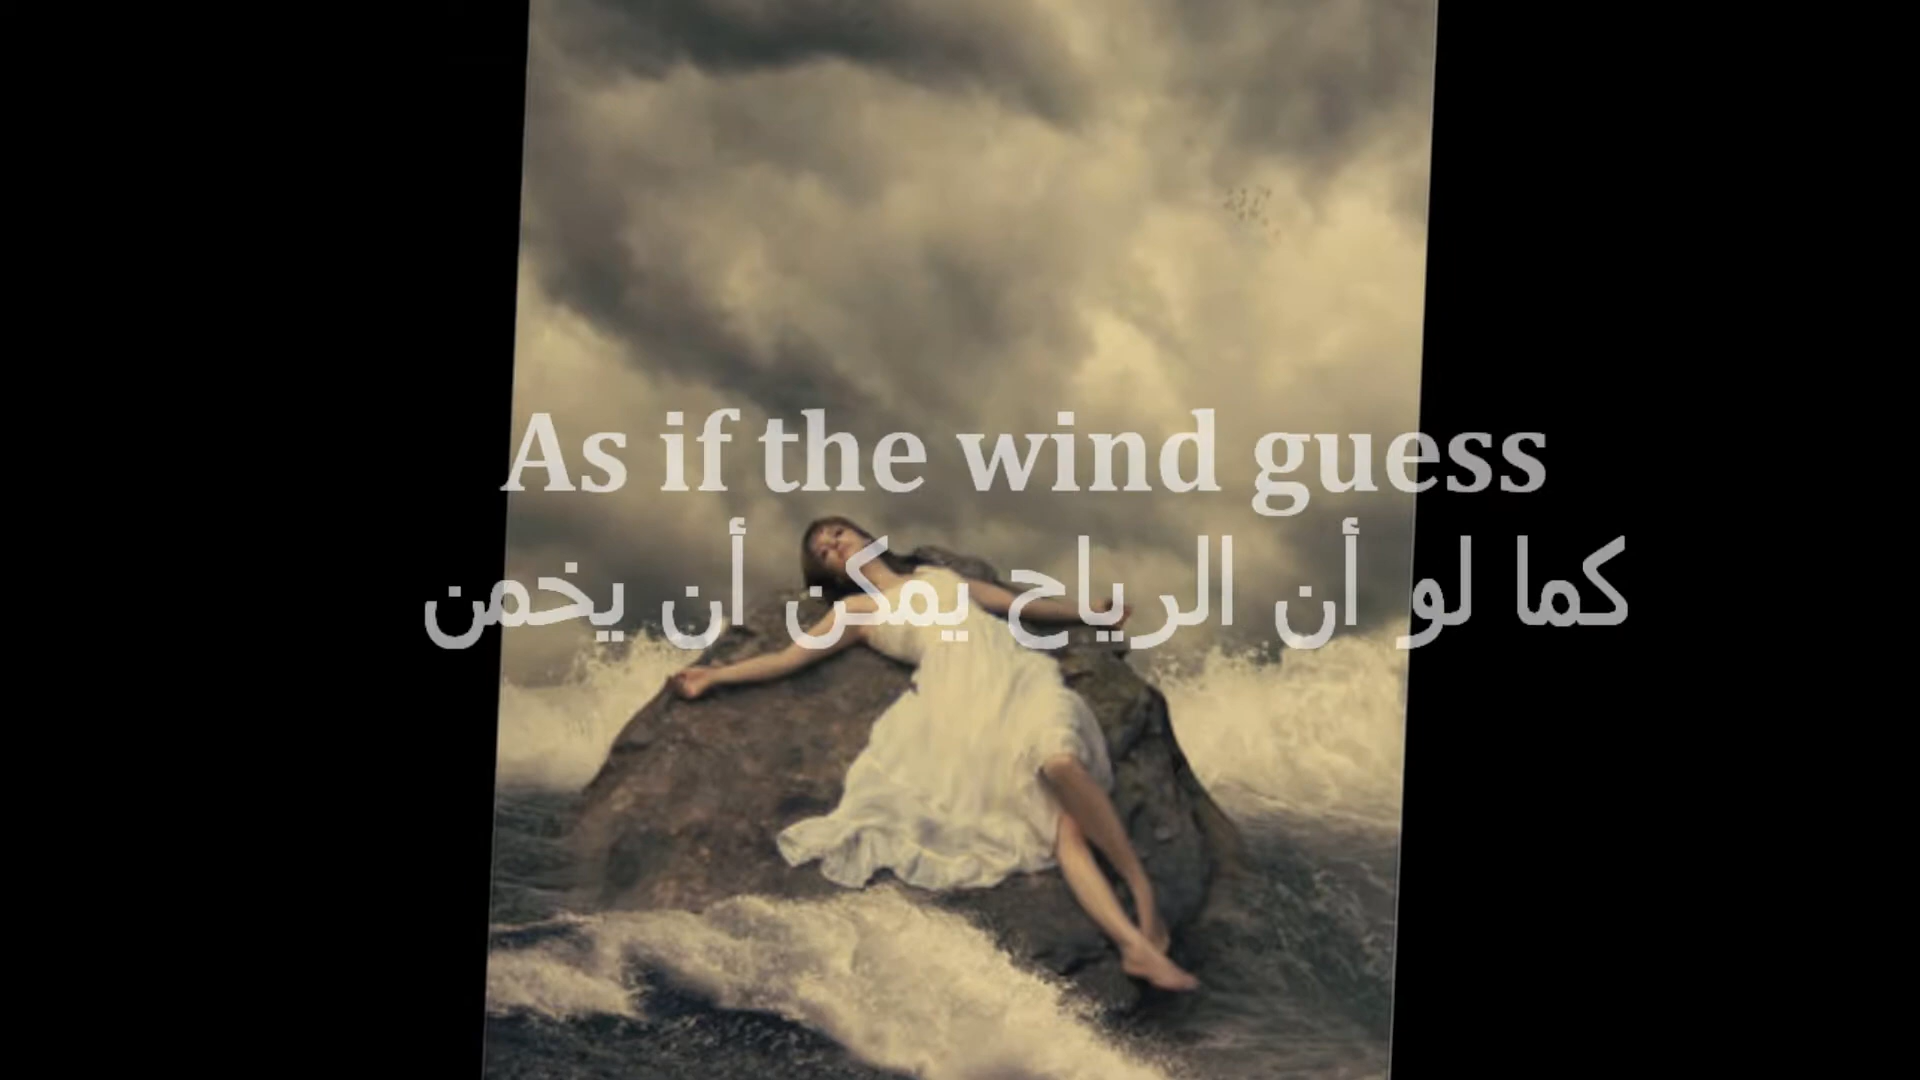 As if the wind guess
كما لو أن الرياح يمكن أن يخمن